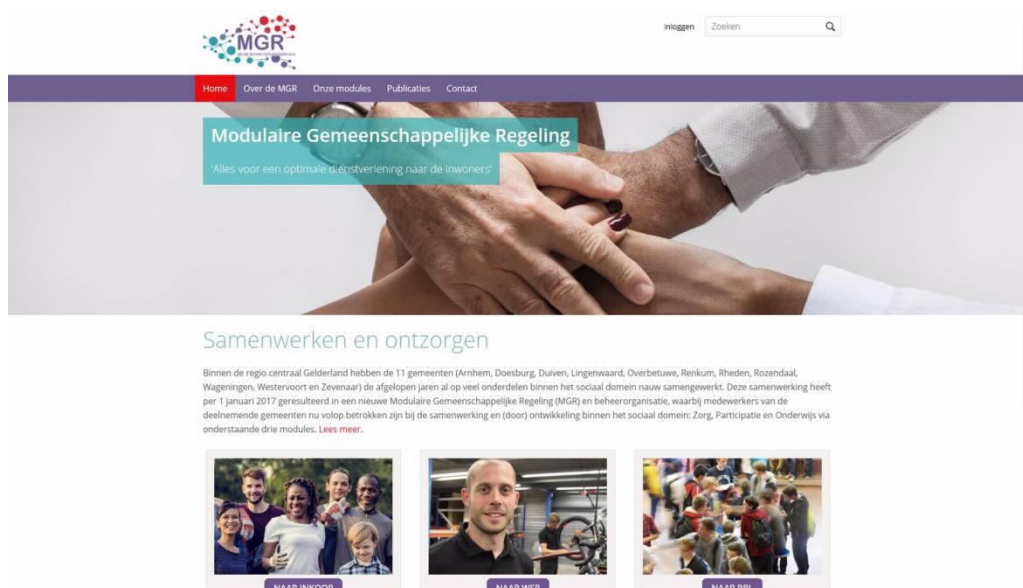 MGR
inloggen
Zoeken
Home Over de MGR Onze modules Publicaties Contact
Modulaire Gemeenschappelijke Regeling
'Alles voor een optimale dienstverlening naar de inwoners'
Samenwerken en ontzorgen
Binnen de regio centraal Gelderland hebben de 11 gemeenten (Arnhem, Doesburg, Duiven, Lingenwaard, Overbetuwe, Renkum, Rheden, Rozendaal,
Wageningen, Westervoort en Zevenaar) de afgelopen jaren al op veel onderdelen binnen het sociaal domein nauw samengewerkt. Deze samenwerking heeft
per 1 januari 2017 geresulteerd in een nieuwe Modulaire Gemeenschappelijke Regeling (MGR) en beheerorganisatie, waarbij medewerkers van de
deelnemende gemeenten nu volop betrokken zijn bij de samenwerking en (door) ontwikkeling binnen het sociaal domein: Zorg, Participatie en Onderwijs via
onderstaande drie modules. Lees meer.
NAAR INKOOP NAAR WSP NAAR RBL